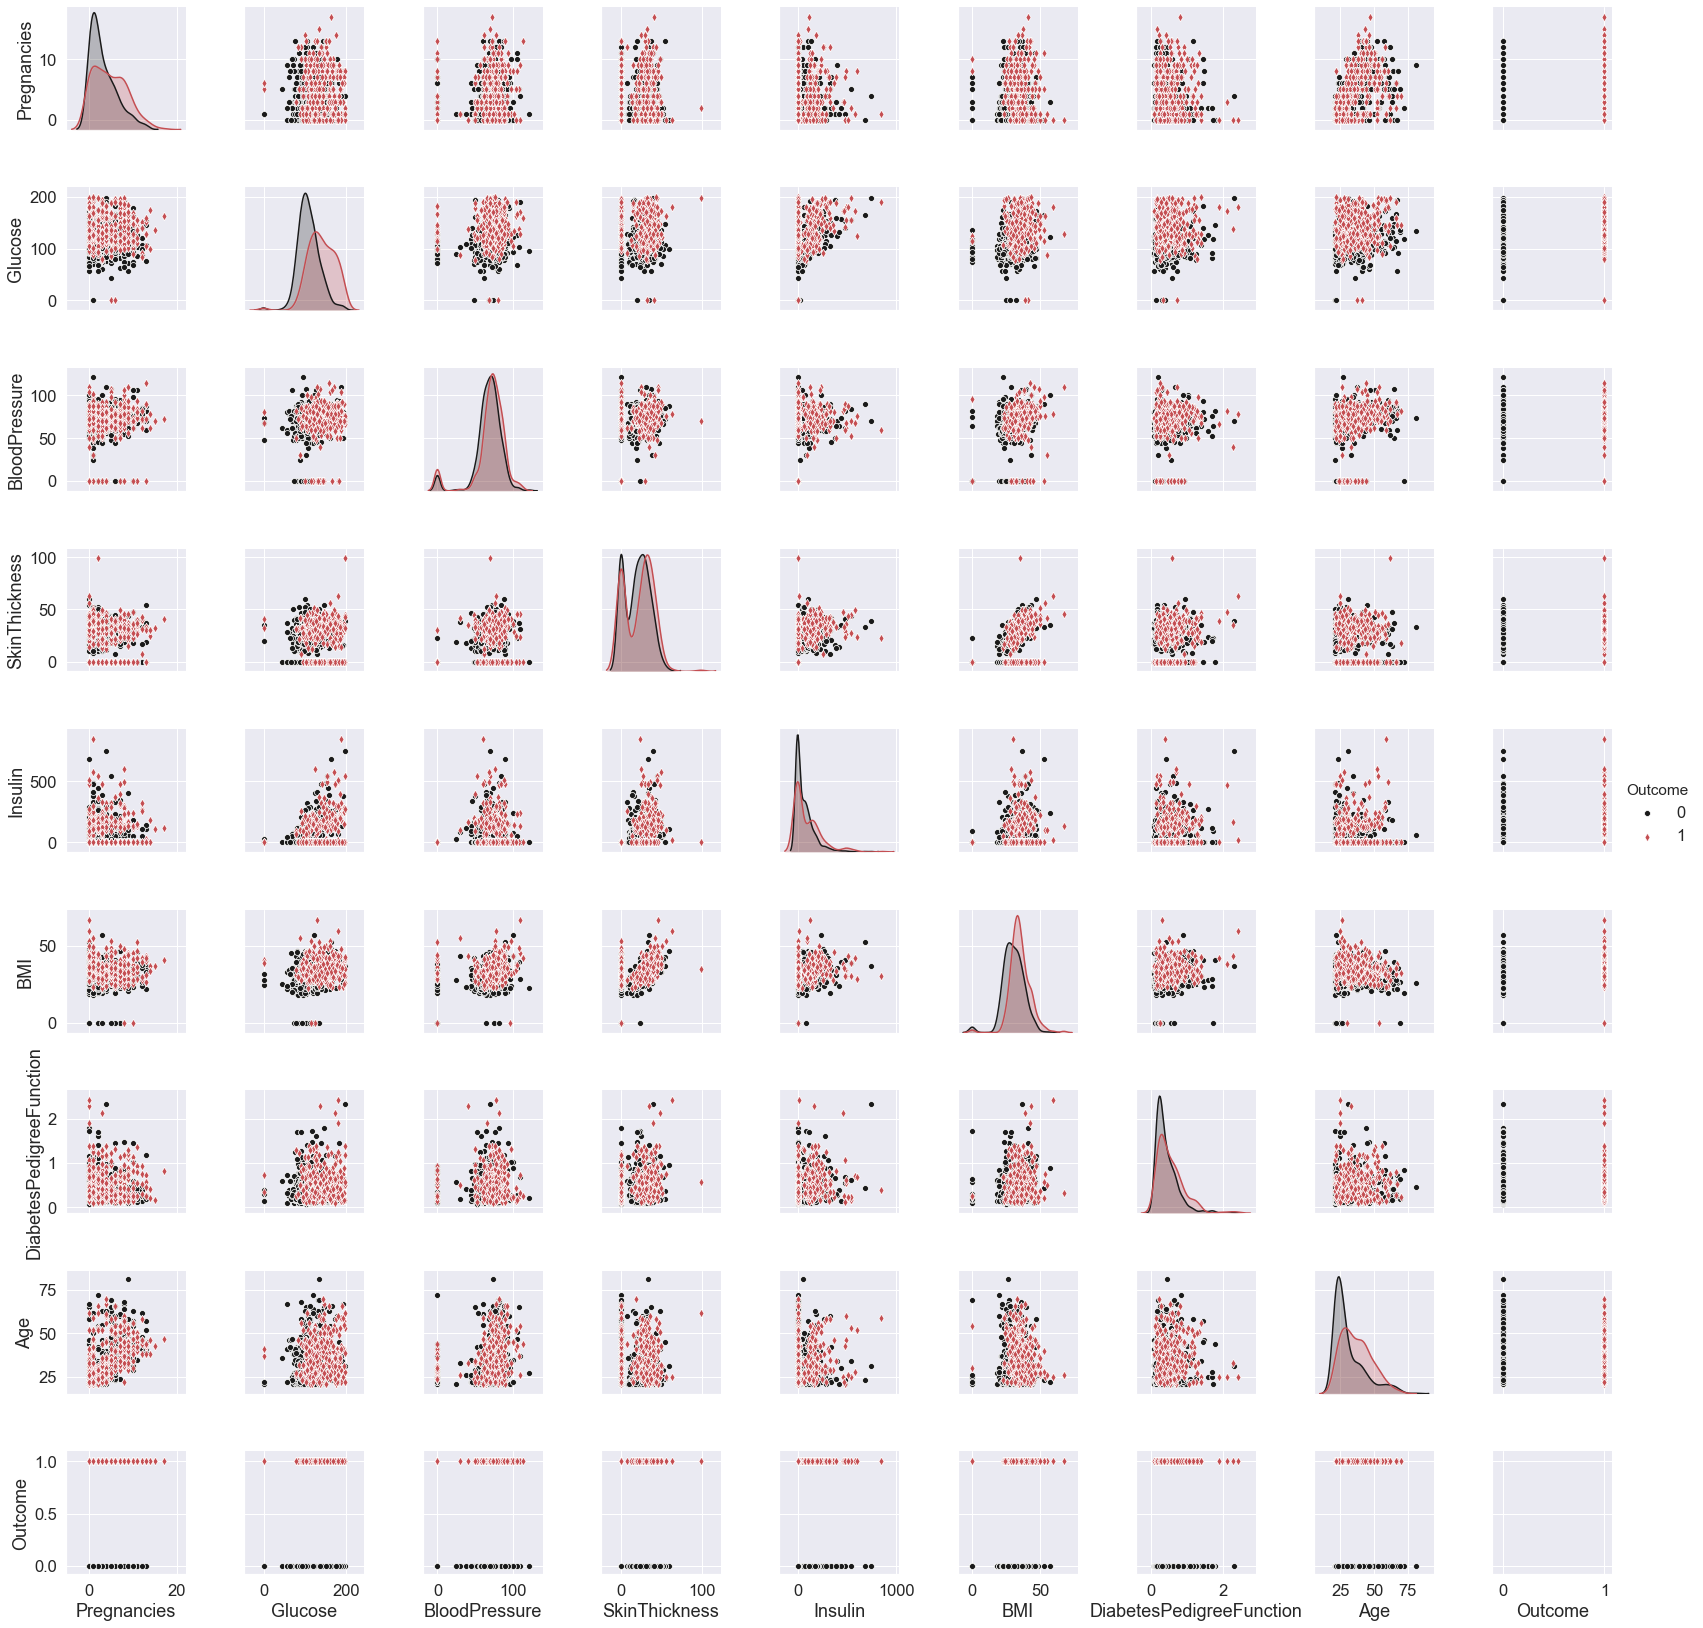 Pregnancies
10
0
Glucose
200
100
0
BloodPressure
100
50
0
SkinThickness
100
50
0
Insulin
500
0
Outcome
0
1
BMI
50
0
DiabetesPedigreeFunction
2
1
0
Age
75
50
25
Outcome
1.0
0.5
0.0
0 20 0 200 0 100 0 100 0 1000 0 50 0 2 25 50 75 0 1
Pregnancies Glucose BloodPressure SkinThickness Insulin BMI DiabetesPedigreeFunction Age Outcome